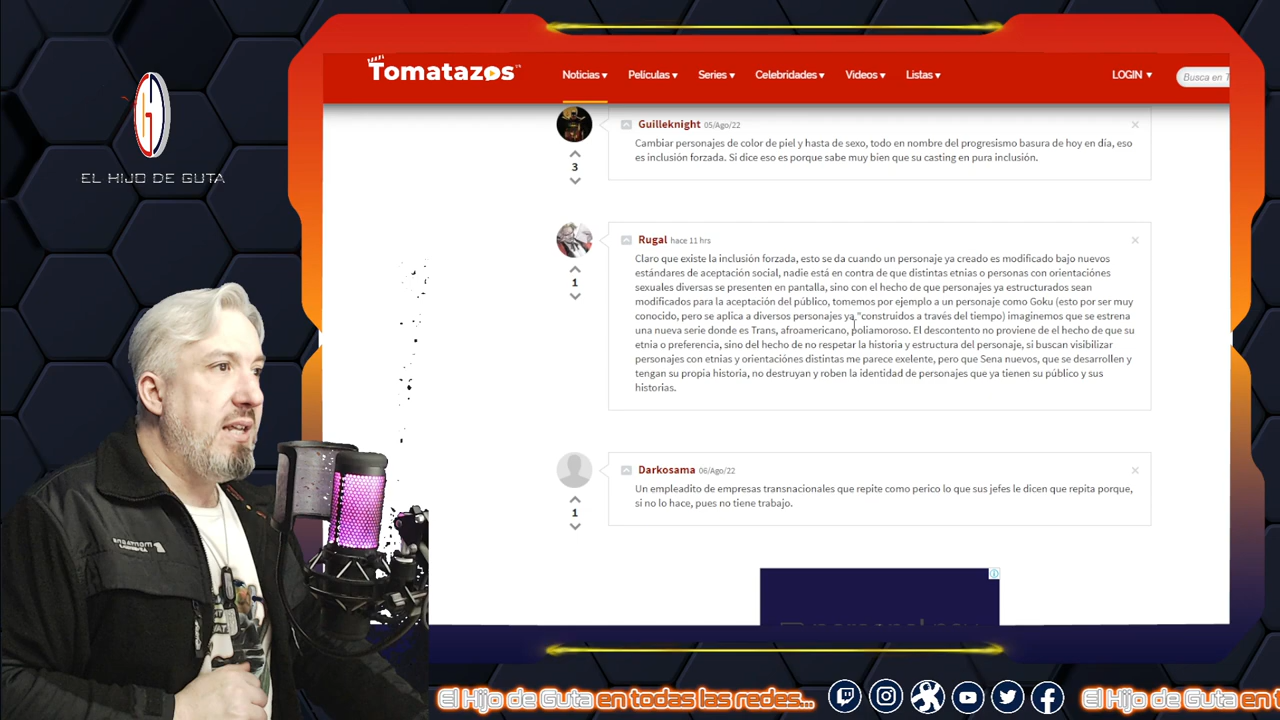 Tomatazos
Noticias ▾ Películas ▾ Series ▾ Celebridades ▾ Videos ▾ Listas ▾ LOGIN ▾ Busca en T
EL HIJO DE GUTA
Guilleknight 05/Ago/22
Cambiar personajes de color de piel y hasta de sexo, todo en nombre del progresismo basura de hoy en día, eso
es inclusión forzada. Si dice eso es porque sabe muy bien que su casting en pura inclusión.
3
Rugal hace 11 hrs
Claro que existe la inclusión forzada, esto se da cuando un personaje ya creado es modificado bajo nuevos
estándares de aceptación social, nadie está en contra de que distintas etnias o personas con orientaciónes
sexuales diversas se presenten en pantalla, sino con el hecho de que personajes ya estructurados sean
modificados para la aceptación del público, tomemos por ejemplo a un personaje como Goku (esto por ser muy
conocido, pero se aplica a diversos personajes ya "construidos a través del tiempo) imaginemos que se estrena
una nueva serie donde es Trans, afroamericano, poliamoroso. El descontento no proviene de el hecho de que su
etnia o preferencia, sino del hecho de no respetar la historia y estructura del personaje, si buscan visibilizar
personajes con etnias y orientaciónes distintas me parece exelente, pero que Sena nuevos, que se desarrollen y
tengan su propia historia, no destruyan y roben la identidad de personajes que ya tienen su público y sus
historias.
1
Darkosama 06/Ago/22
Un empleadito de empresas transnacionales que repite como perico lo que sus jefes le dicen que repita porque,
si no lo hace, pues no tiene trabajo.
1
El Hijo de Guta en todas las redes... El Hijo de Guta en t